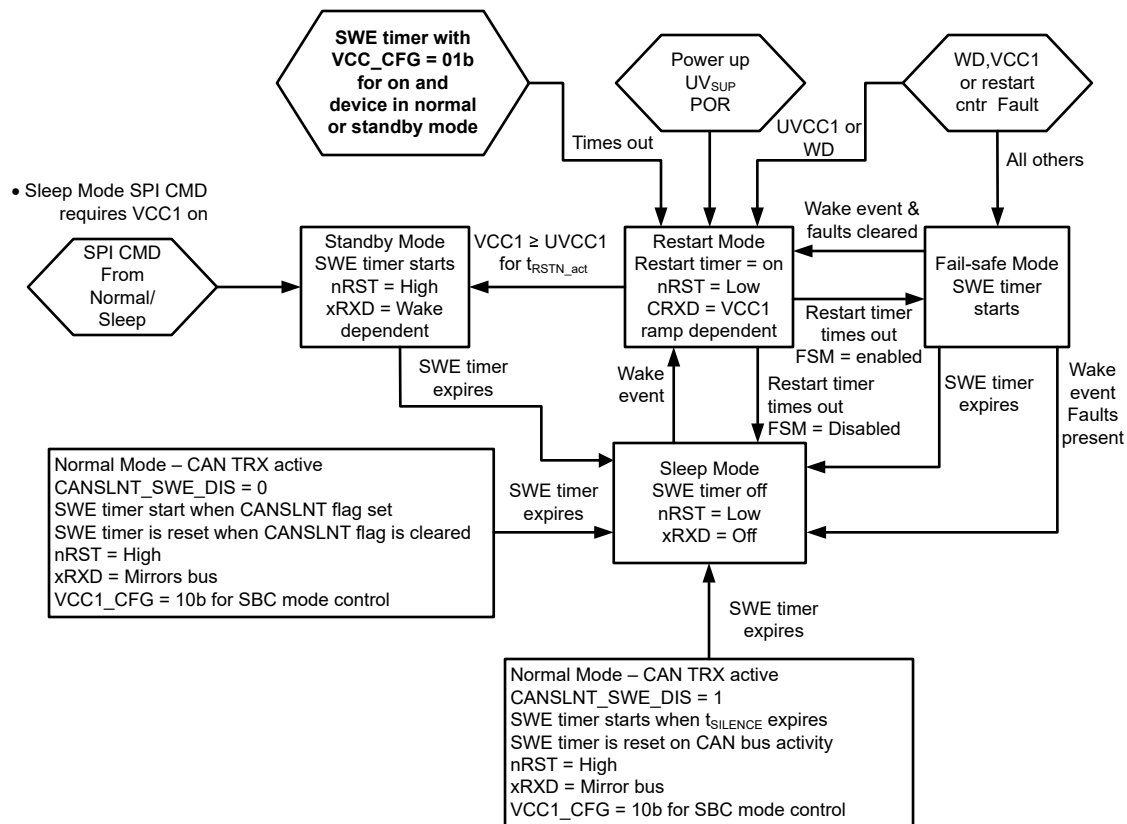 SWE timer with
VCC_CFG = 01b
for on and
device in normal
or standby mode
Power up
UVSUP
POR
WD,VCC1
or restart
cntr Fault
Times out
UVCC1 or
WD
All others
• Sleep Mode SPI CMD
requires VCC1 on
SPI CMD
From
Normal/
Sleep
Standby Mode
SWE timer starts
nRST = High
xRXD = Wake
dependent
VCC1 ≥ UVCC1
for tRSTN_act
Restart Mode
Restart timer = on
nRST = Low
CRXD = VCC1
ramp dependent
Wake event &
faults cleared
Fail-safe Mode
SWE timer
starts
Restart timer
times out
FSM = enabled
SWE timer
expires
Wake
event
Restart timer
times out
FSM = Disabled
SWE timer
expires
Wake
event
Faults
present
Normal Mode – CAN TRX active
CANSLNT_SWE_DIS = 0
SWE timer start when CANSLNT flag set
SWE timer is reset when CANSLNT flag is cleared
nRST = High
xRXD = Mirrors bus
VCC1_CFG = 10b for SBC mode control
SWE timer
expires
Sleep Mode
SWE timer off
nRST = Low
xRXD = Off
SWE timer
expires
Normal Mode – CAN TRX active
CANSLNT_SWE_DIS = 1
SWE timer starts when tSILENCE expires
SWE timer is reset on CAN bus activity
nRST = High
xRXD = Mirror bus
VCC1_CFG = 10b for SBC mode control